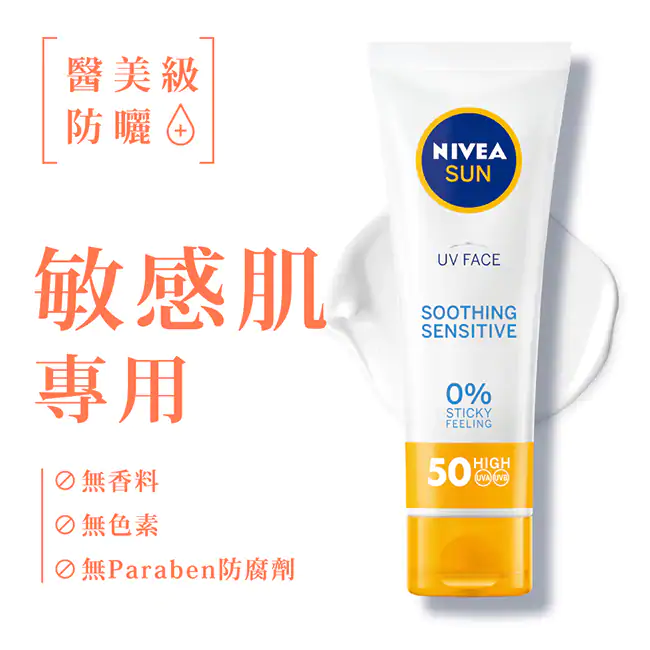 醫美級
防曬
敏感肌
專用
無香料
無色素
無Paraben防腐劑
NIVEA
SUN
UV FACE
SOOTHING
SENSITIVE
0%
STICKY
FEELING
50 HIGH
UVA UVB